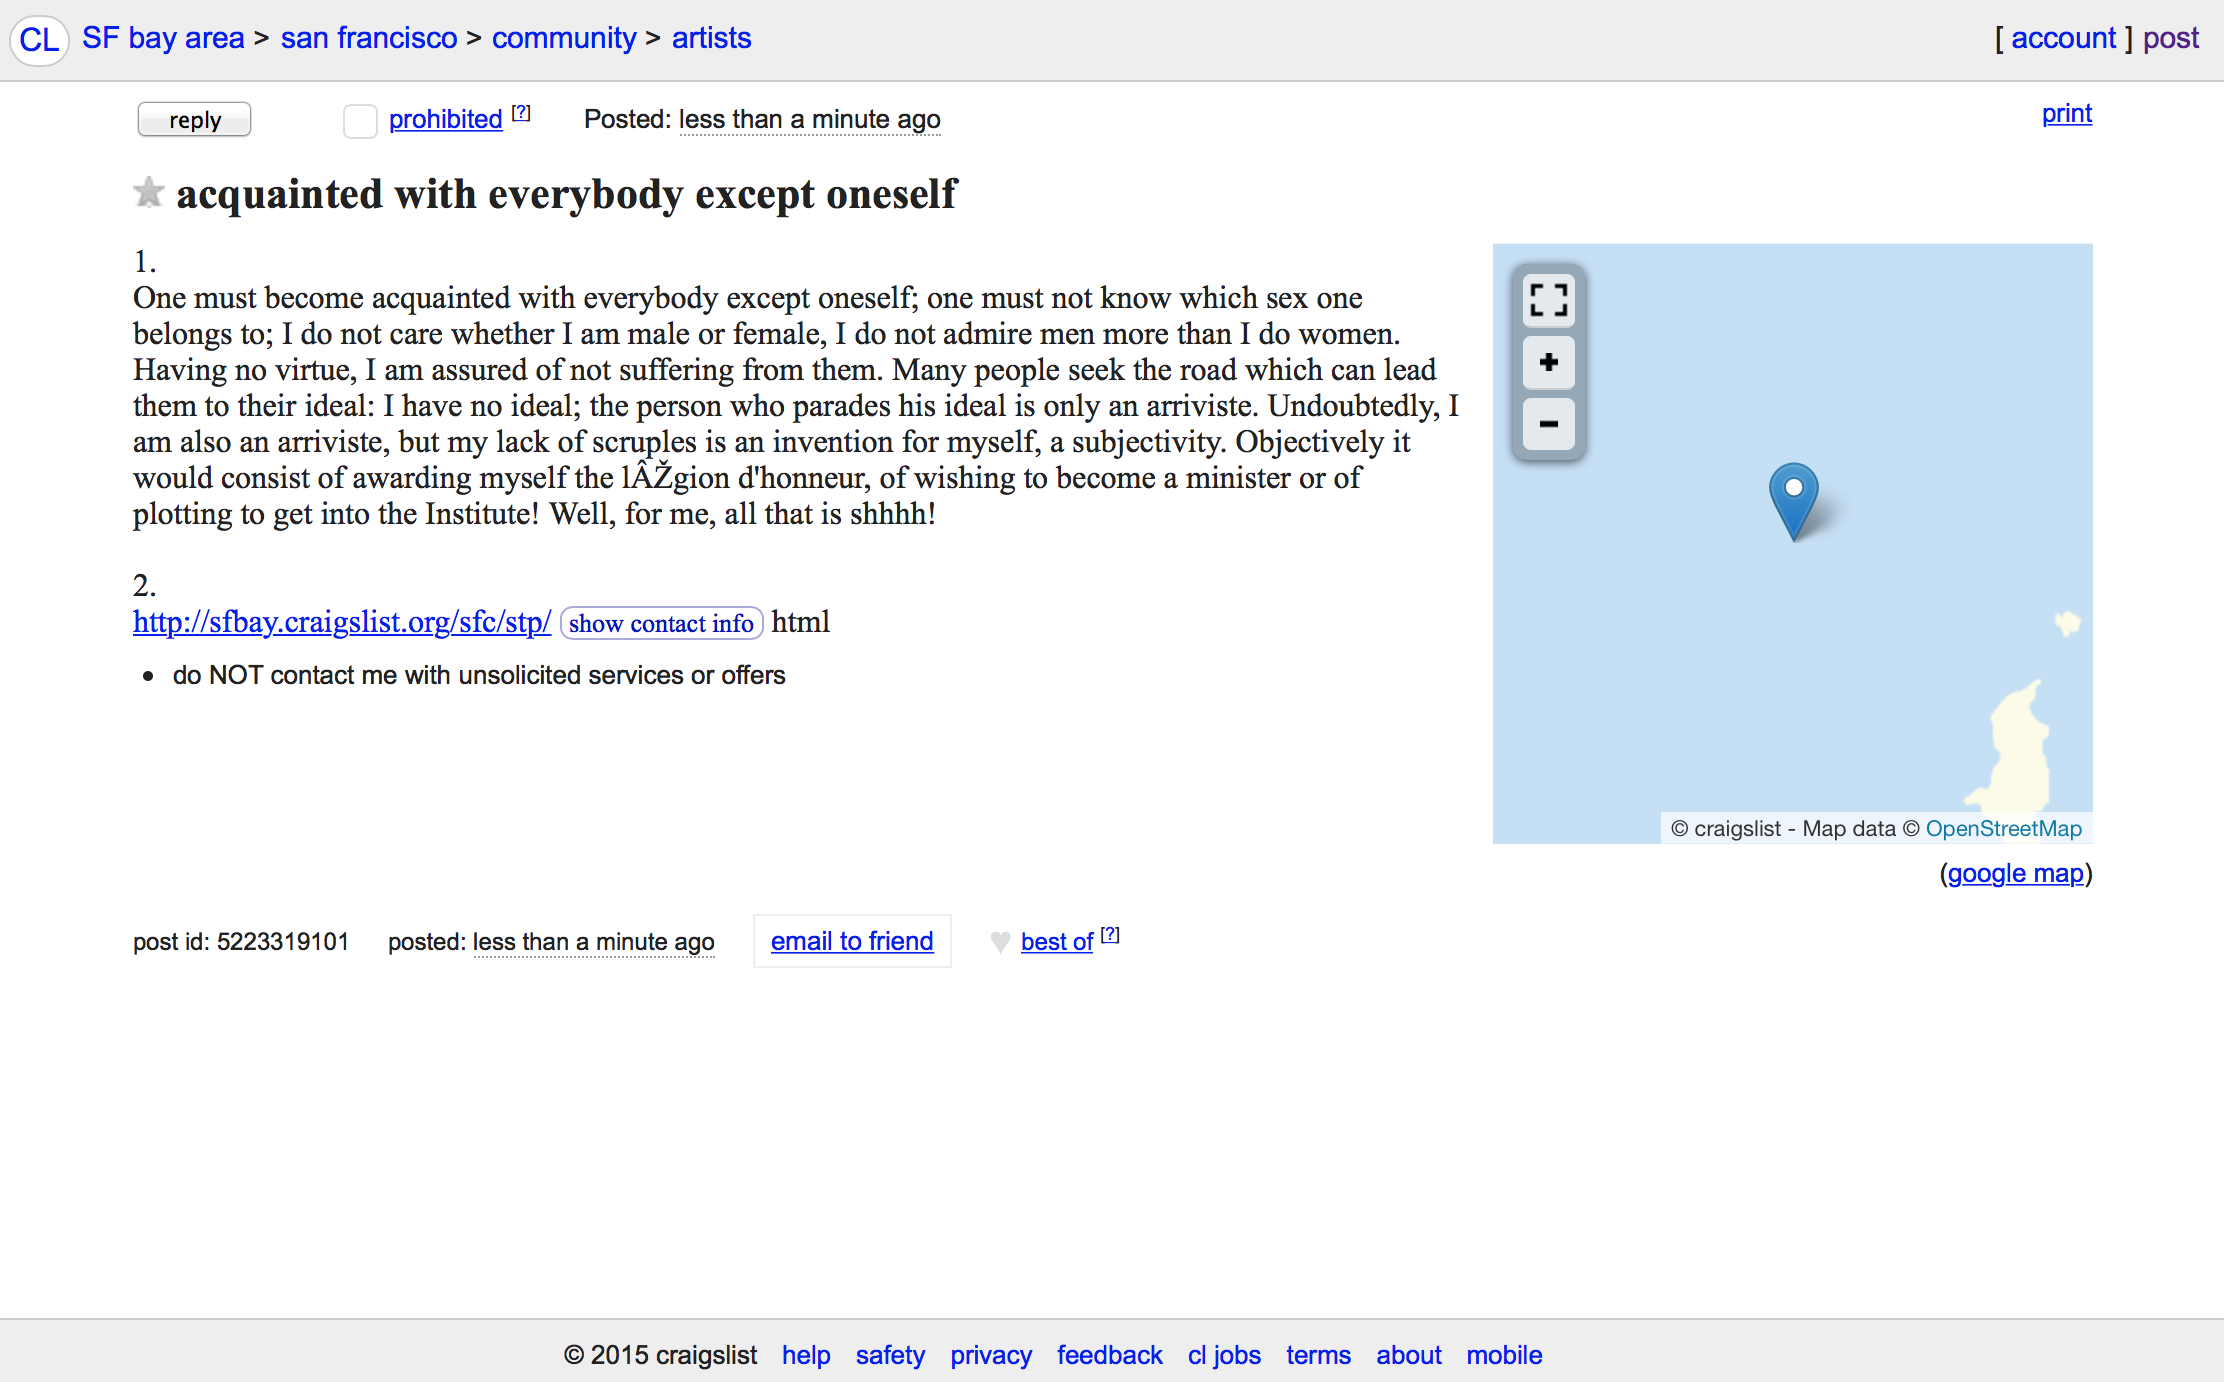 CL SF bay area > san francisco > community > artists [ account ] post
reply prohibited [?] Posted: less than a minute ago print
acquainted with everybody except oneself
1.
One must become acquainted with everybody except oneself; one must not know which sex one
belongs to; I do not care whether I am male or female, I do not admire men more than I do women.
Having no virtue, I am assured of not suffering from them. Many people seek the road which can lead
them to their ideal: I have no ideal; the person who parades his ideal is only an arriviste. Undoubtedly, I
am also an arriviste, but my lack of scruples is an invention for myself, a subjectivity. Objectively it
would consist of awarding myself the lÂŽgion d'honneur, of wishing to become a minister or of
plotting to get into the Institute! Well, for me, all that is shhhh!
2.
http://sfbay.craigslist.org/sfc/stp/ show contact info html
• do NOT contact me with unsolicited services or offers
+
−
© craigslist - Map data © OpenStreetMap
(google map)
post id: 5223319101 posted: less than a minute ago email to friend ♥ best of [?]
© 2015 craigslist help safety privacy feedback cl jobs terms about mobile